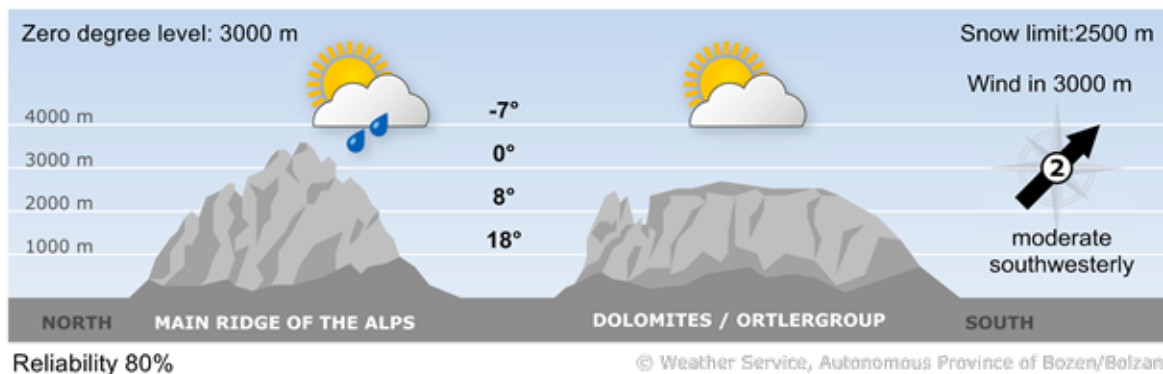 Zero degree level: 3000 m
Snow limit:2500 m
Wind in 3000 m
4000 m
-7°
3000 m
0°
2
2000 m
8°
1000 m
18°
moderate
southwesterly
NORTH
MAIN RIDGE OF THE ALPS
DOLOMITES / ORTLERGROUP
SOUTH
Reliability 80%
© Weather Service, Autonomous Province of Bozen/Bolzan